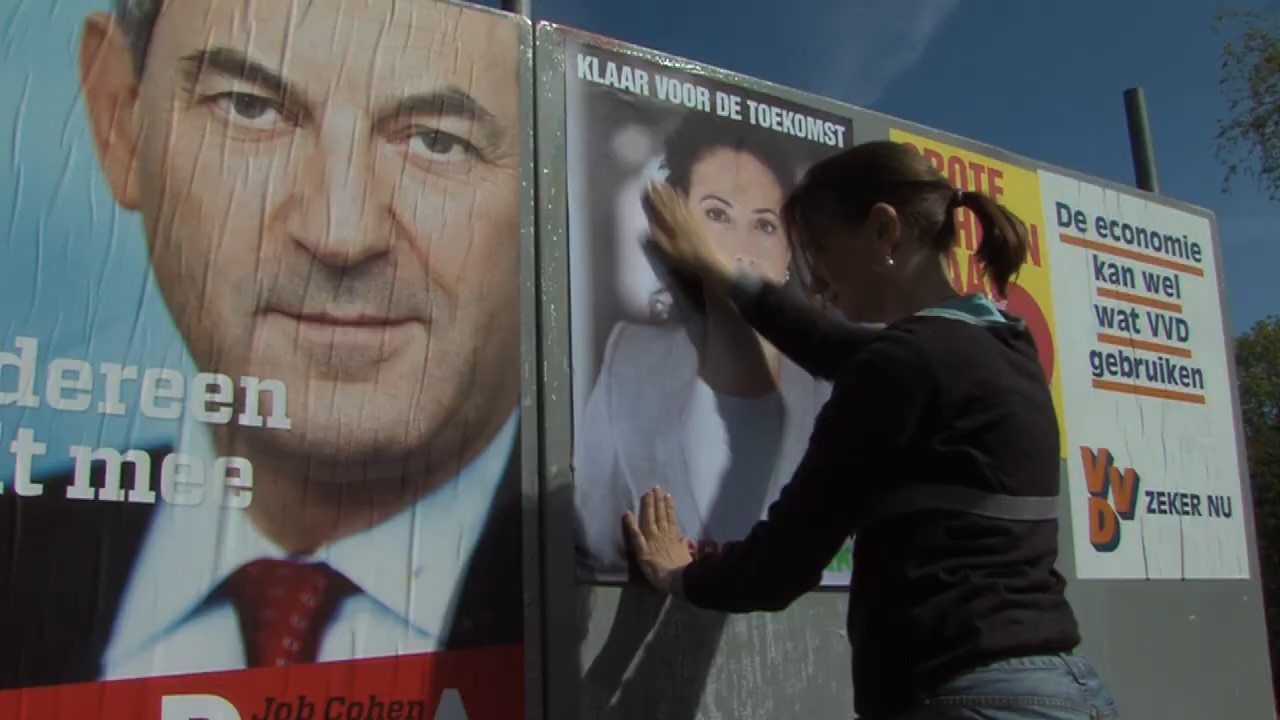 dereen
t mee
Job Cohen
KLAAR VOOR DE TOEKOMST
De economie
kan wel
wat VVD
gebruiken
VVD
ZEKER NU